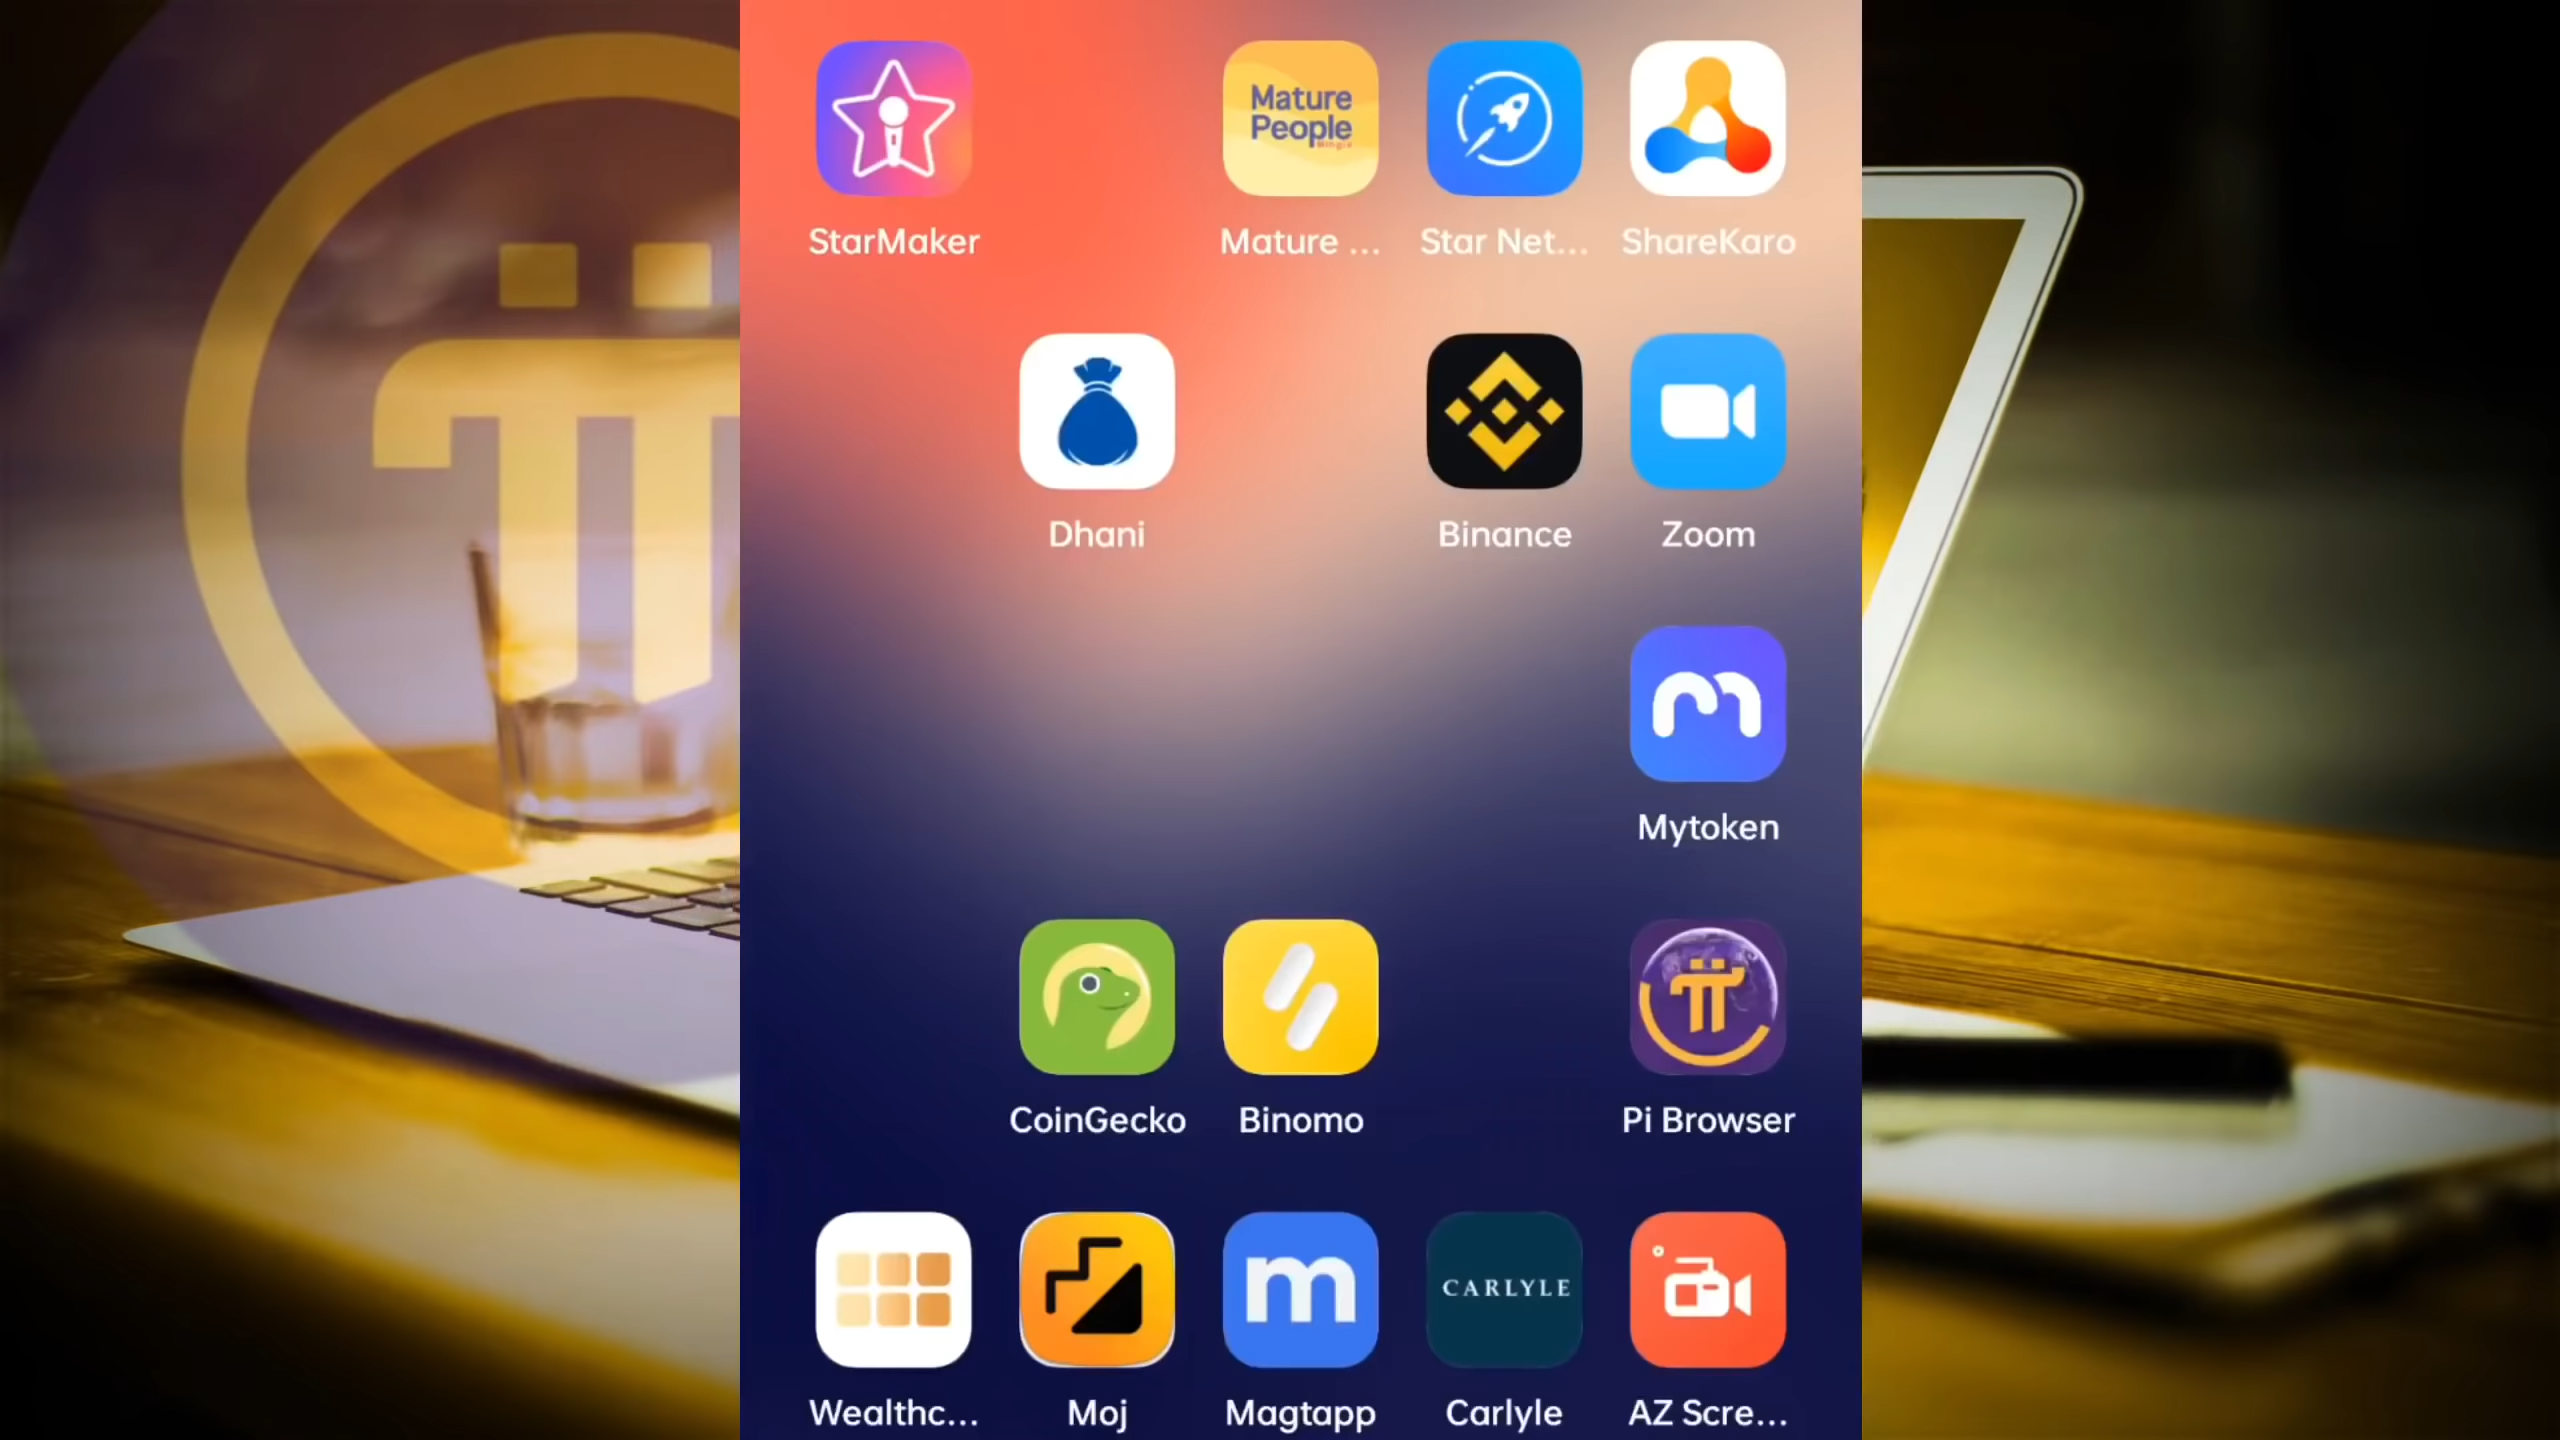 Mature
People
Mingle
StarMaker
Mature ...
Star Net...
ShareKaro
Dhani
Binance
Zoom
Mytoken
CoinGecko
Binomo
Pi Browser
m
CARLYLE
Wealthc...
Moj
Magtapp
Carlyle
AZ Scre...